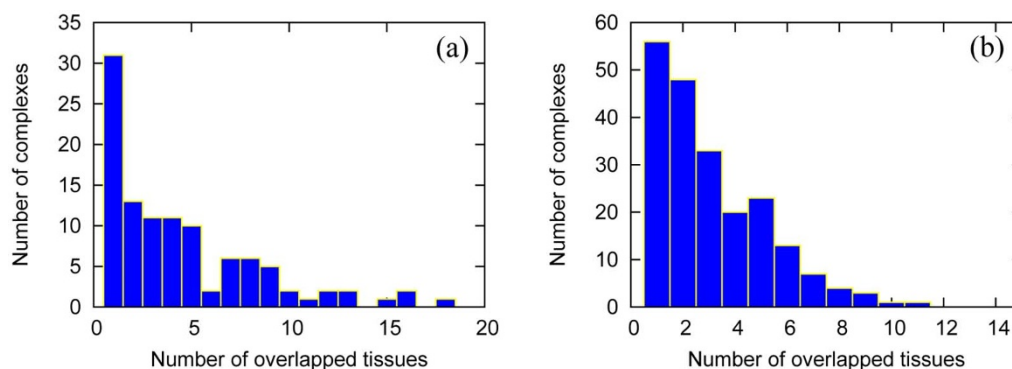 (a)
Number of complexes
35
30
25
20
15
10
5
0
0 5 10 15 20
Number of overlapped tissues
(b)
Number of complexes
60
50
40
30
20
10
0
0 2 4 6 8 10 12 14
Number of overlapped tissues